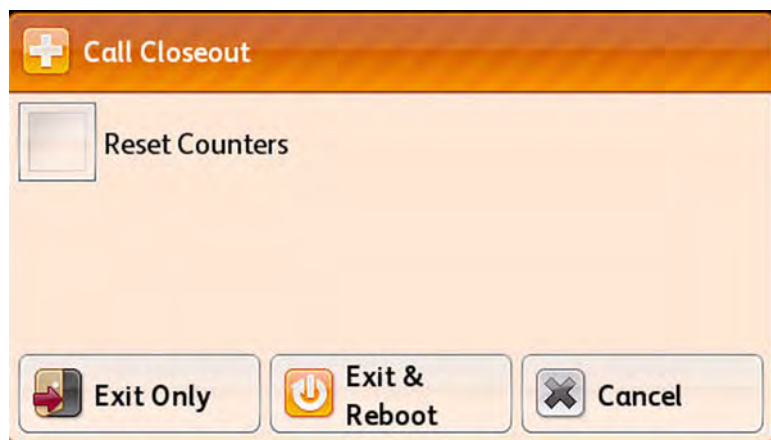 Call Closeout
Reset Counters
Exit Only
Exit &
Reboot
Cancel